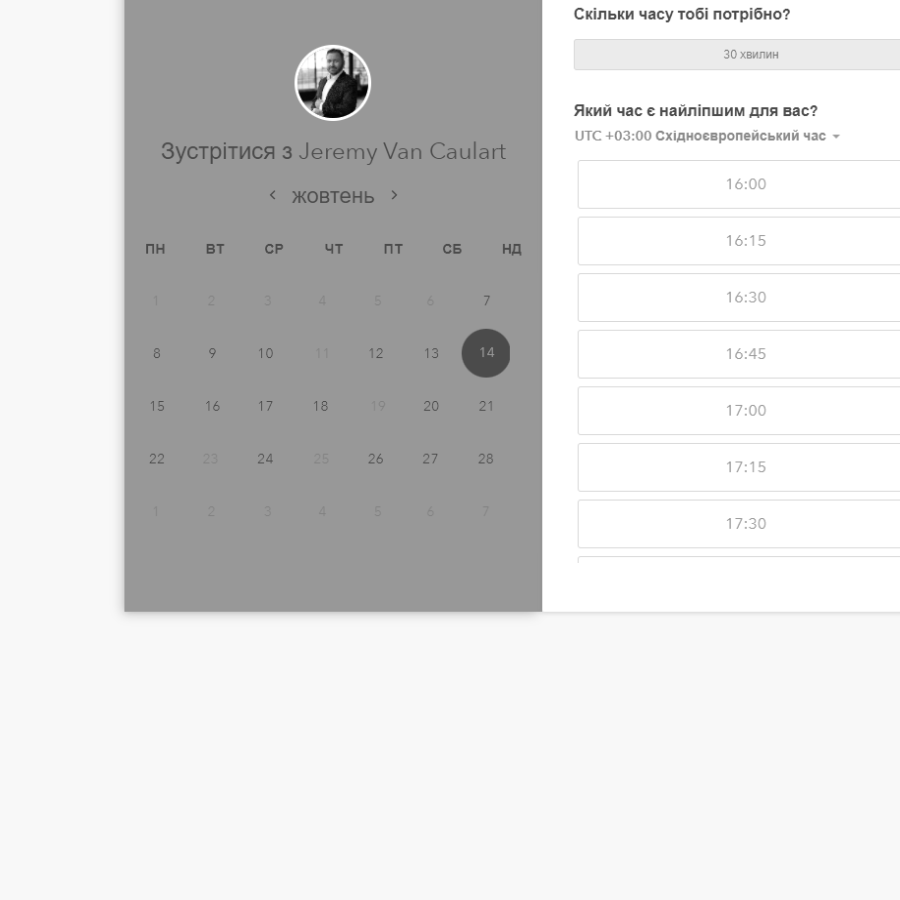 Зустрітися з Jeremy Van Caulart
< жовтень >
ПН ВТ СР ЧТ ПТ СБ НД
1 2 3 4 5 6 7
8 9 10 11 12 13 14
15 16 17 18 19 20 21
22 23 24 25 26 27 28
1 2 3 4 5 6 7
Скільки часу тобі потрібно?
30 хвилин
Який час є найліпшим для вас?
UTC +03:00 Східноєвропейський час
16:00
16:15
16:30
16:45
17:00
17:15
17:30